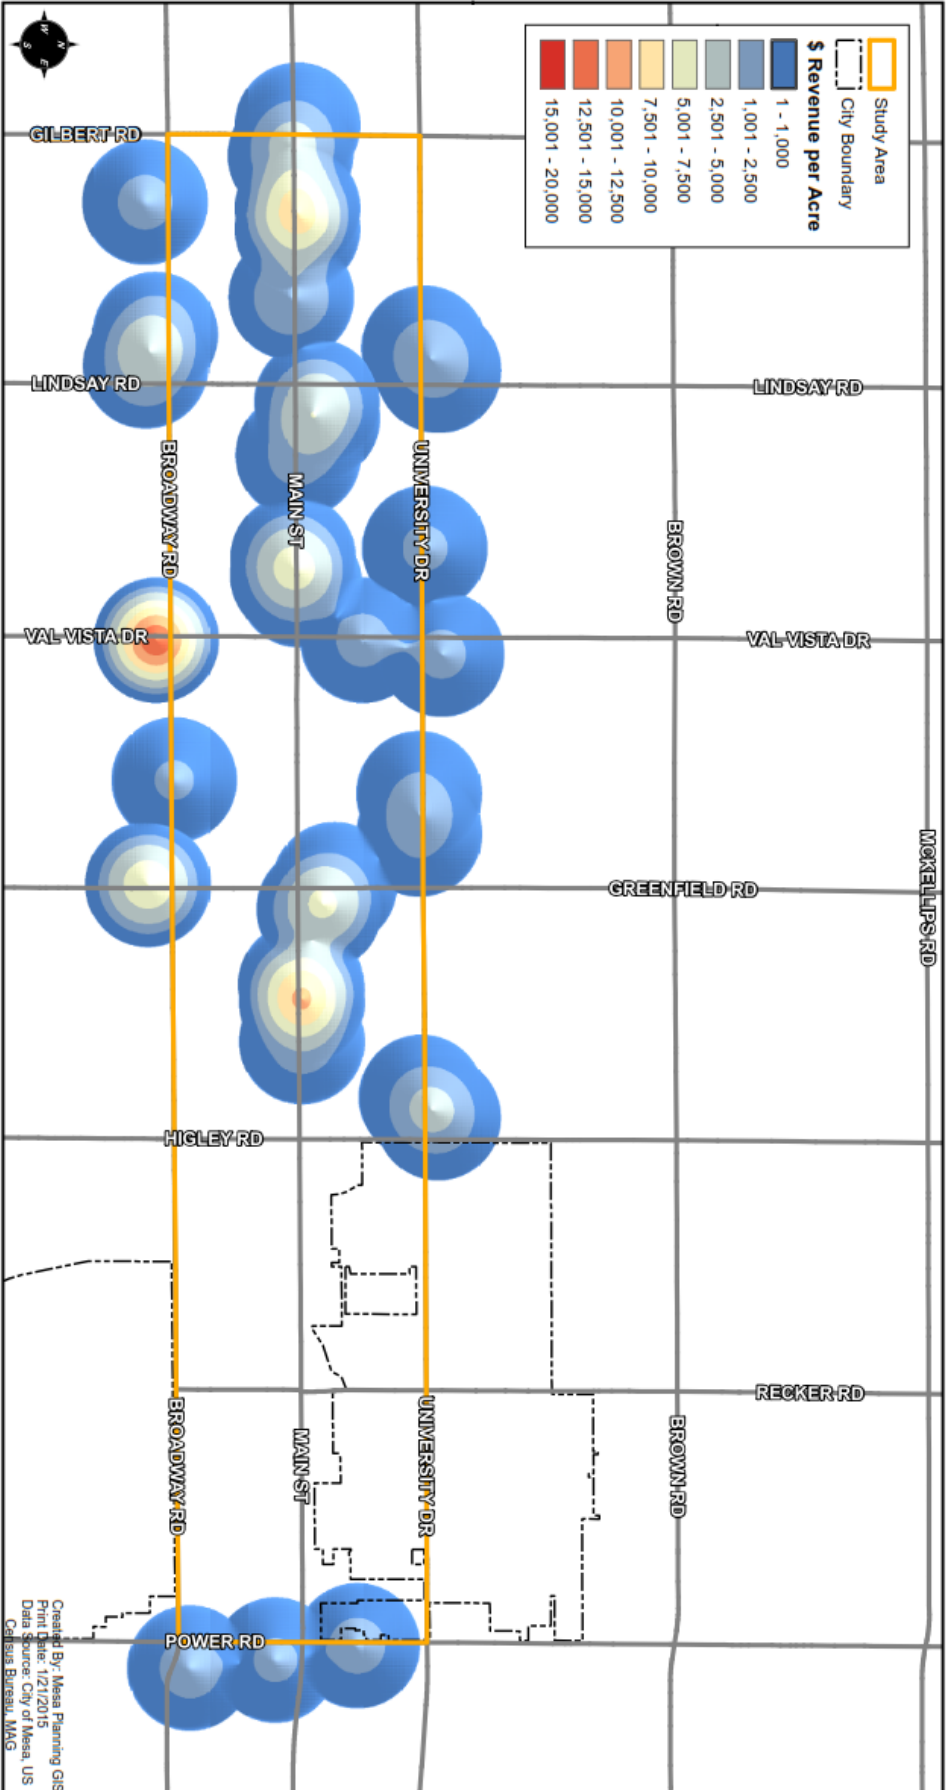 Study Area
City Boundary
$ Revenue per Acre
1 - 1,000
1,001 - 2,500
2,501 - 5,000
5,001 - 7,500
7,501 - 10,000
10,001 - 12,500
12,501 - 15,000
15,001 - 20,000
N
W
E
S
MCKELLIPS RD
BROWN RD
BROWN RD
UNIVERSITY DR
UNIVERSITY DR
MAIN ST
MAIN ST
BROADWAY RD
BROADWAY RD
GILBERT RD
LINDSAY RD
LINDSAY RD
VAL VISTA DR
VAL VISTA DR
GREENFIELD RD
HIGLEY RD
RECKER RD
POWER RD
Created By: Mesa Planning GIS
Print Date: 1/21/2015
Data Source: City of Mesa, US
Census Bureau, MAG